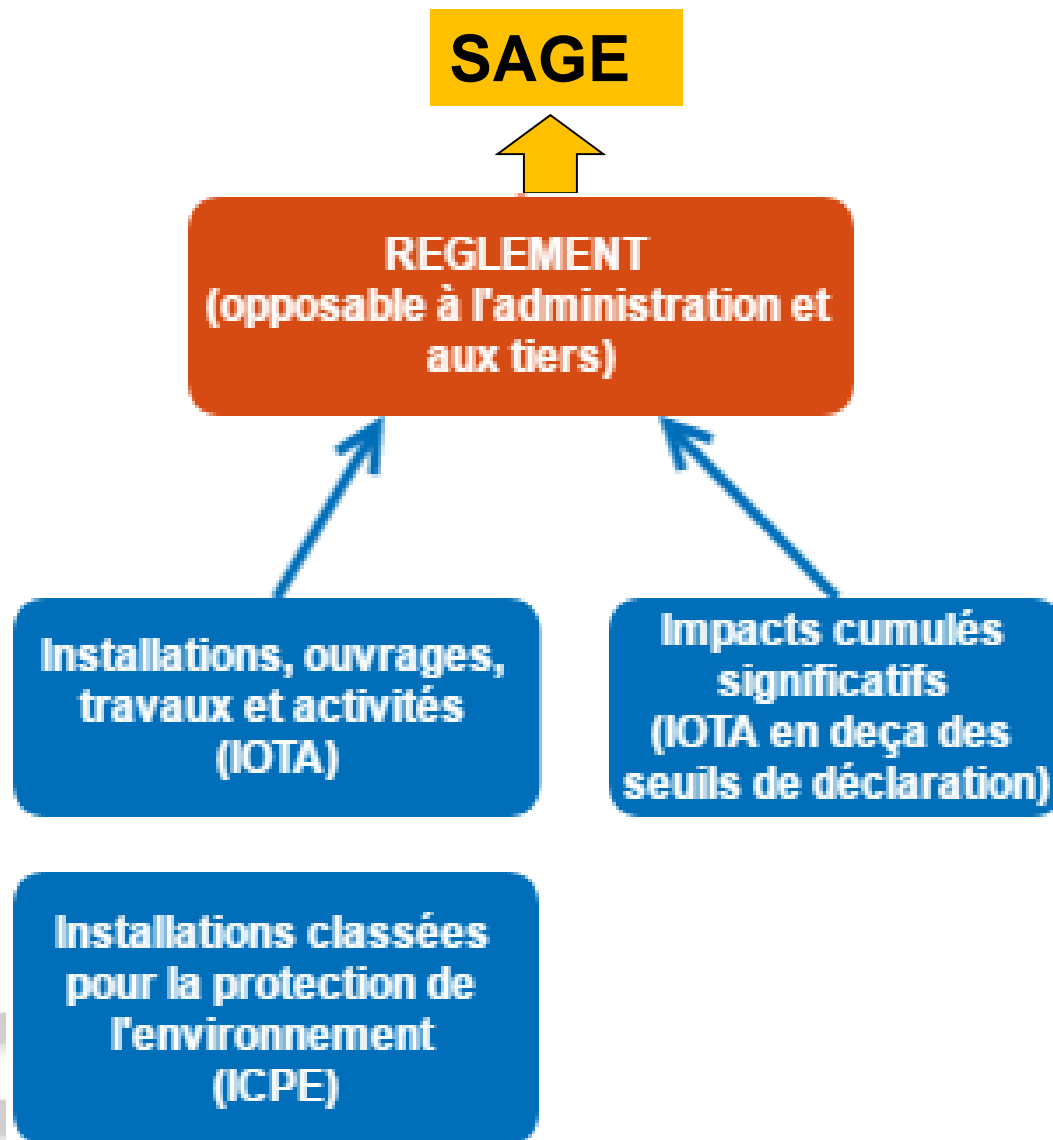 SAGE
REGLEMENT
(opposable à l'administration et
aux tiers)
Installations, ouvrages,
travaux et activités
(IOTA)
Impacts cumulés
significatifs
(IOTA en deça des
seuils de déclaration)
Installations classées
pour la protection de
l'environnement
(ICPE)